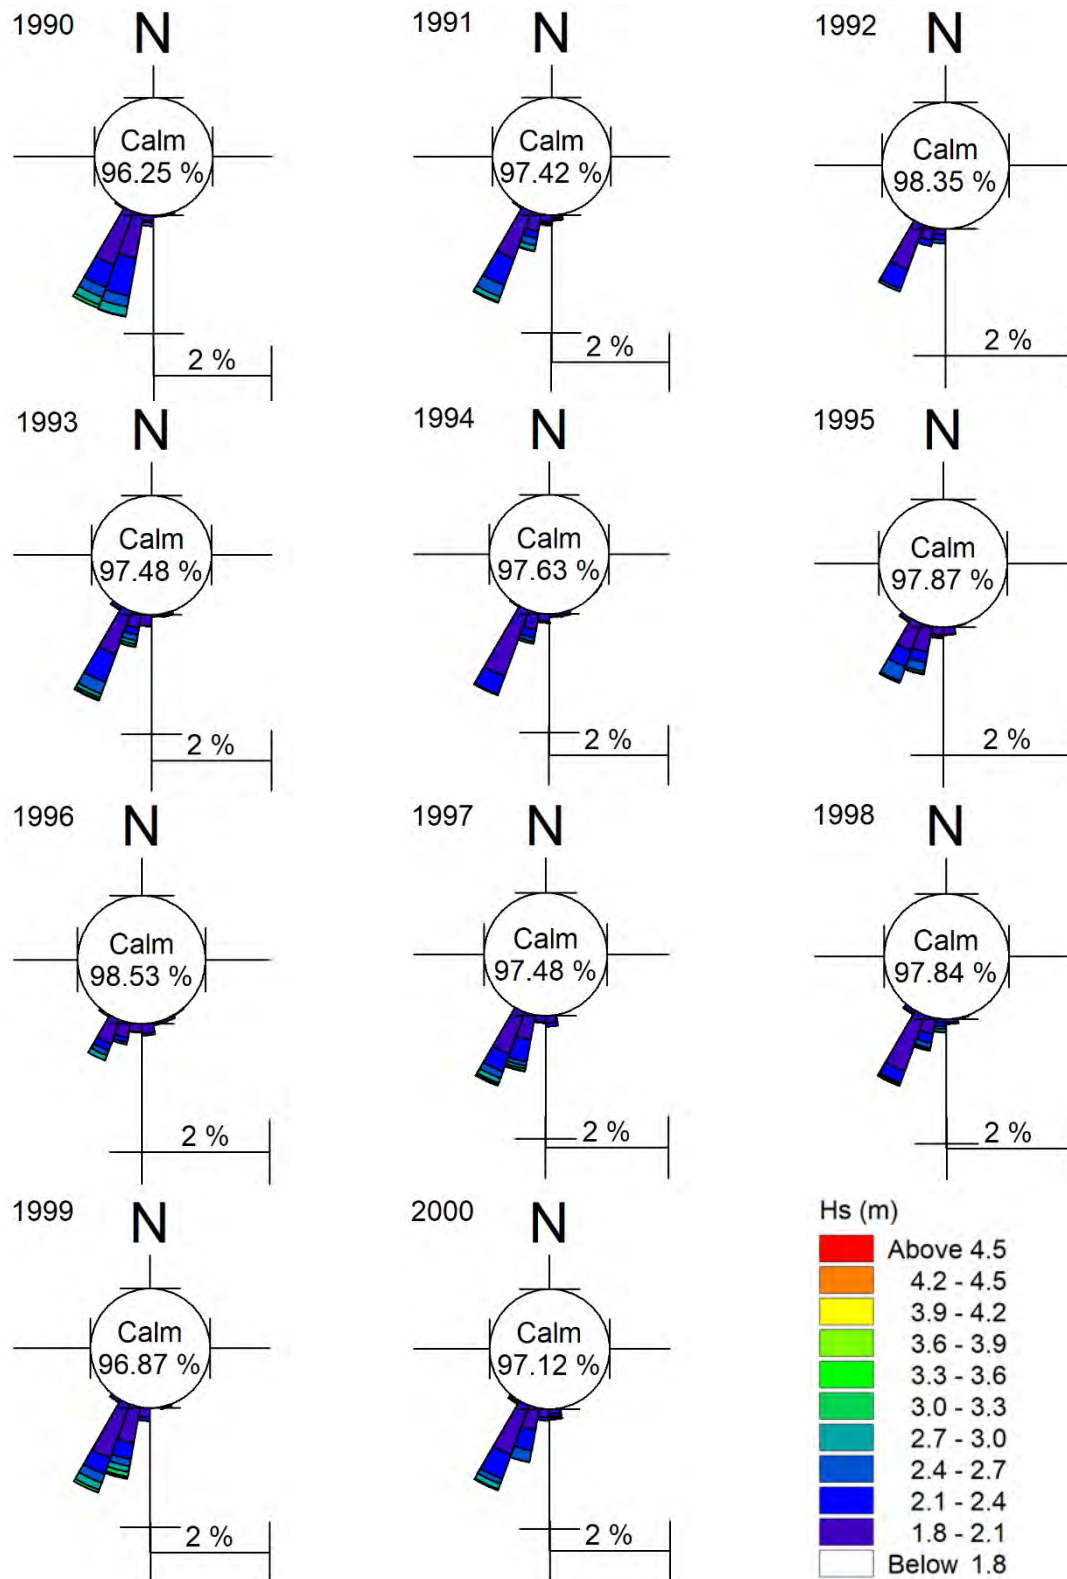 1990 N 1991 N 1992 N
Calm
96.25 %
Calm
97.42 %
Calm
98.35 %
2 %
2 %
2 %
1993 N 1994 N 1995 N
Calm
97.48 %
Calm
97.63 %
Calm
97.87 %
2 %
2 %
2 %
1996 N 1997 N 1998 N
Calm
98.53 %
Calm
97.48 %
Calm
97.84 %
2 %
2 %
2 %
1999 N 2000 N
Calm
96.87 %
Calm
97.12 %
2 %
2 %
Hs (m)
Above 4.5
4.2 - 4.5
3.9 - 4.2
3.6 - 3.9
3.3 - 3.6
3.0 - 3.3
2.7 - 3.0
2.4 - 2.7
2.1 - 2.4
1.8 - 2.1
Below 1.8